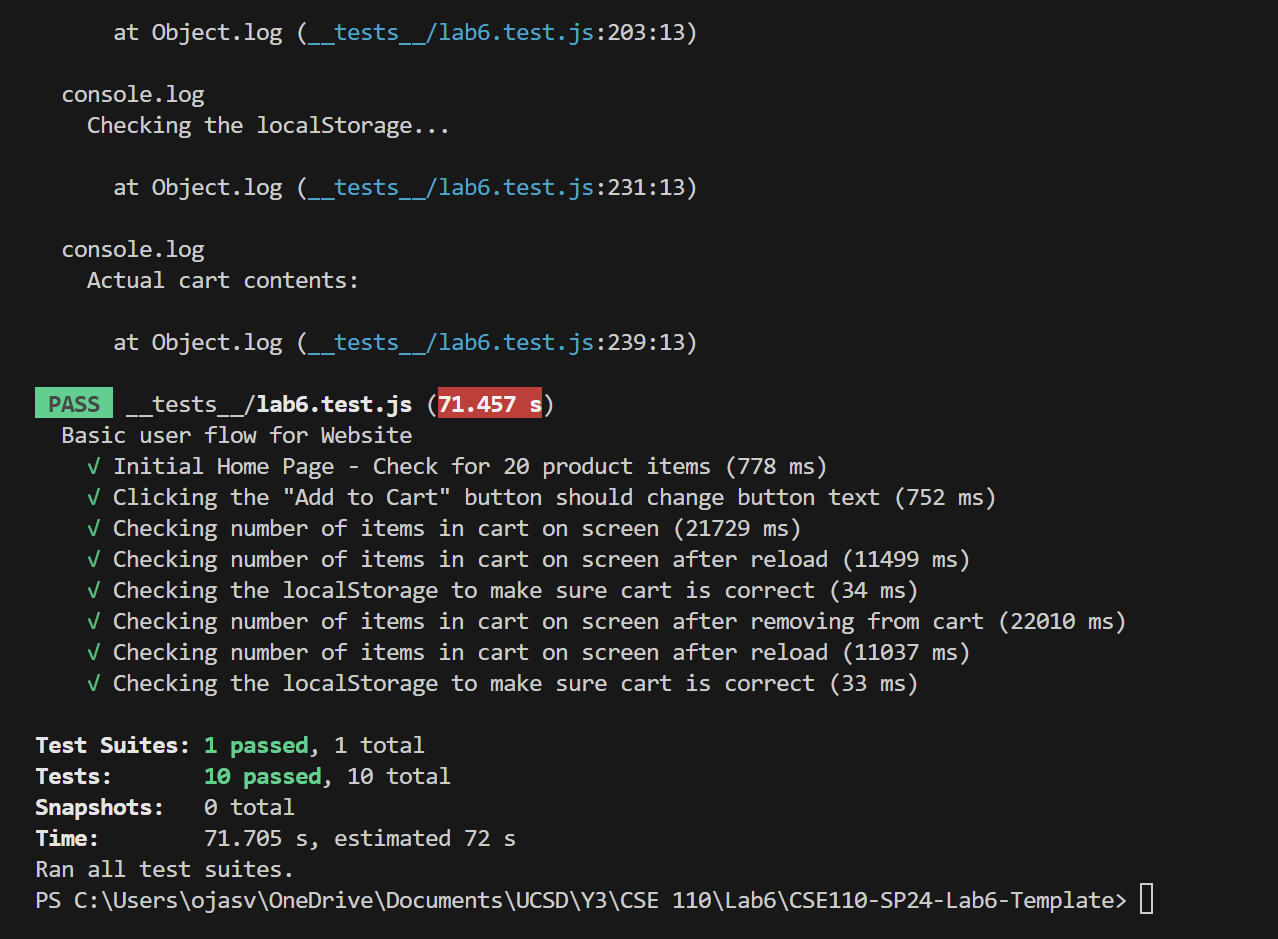 at Object.log (__tests__/lab6.test.js:203:13)
console.log
Checking the localStorage...
at Object.log (__tests__/lab6.test.js:231:13)
console.log
Actual cart contents:
at Object.log (__tests__/lab6.test.js:239:13)
PASS __tests__/lab6.test.js (71.457 s)
Basic user flow for Website
√ Initial Home Page - Check for 20 product items (778 ms)
√ Clicking the "Add to Cart" button should change button text (752 ms)
√ Checking number of items in cart on screen (21729 ms)
√ Checking number of items in cart on screen after reload (11499 ms)
√ Checking the localStorage to make sure cart is correct (34 ms)
√ Checking number of items in cart on screen after removing from cart (22010 ms)
√ Checking number of items in cart on screen after reload (11037 ms)
√ Checking the localStorage to make sure cart is correct (33 ms)
Test Suites: 1 passed, 1 total
Tests: 10 passed, 10 total
Snapshots: 0 total
Time: 71.705 s, estimated 72 s
Ran all test suites.
PS C:\Users\ojasv\OneDrive\Documents\UCSD\Y3\CSE 110\Lab6\CSE110-SP24-Lab6-Template>